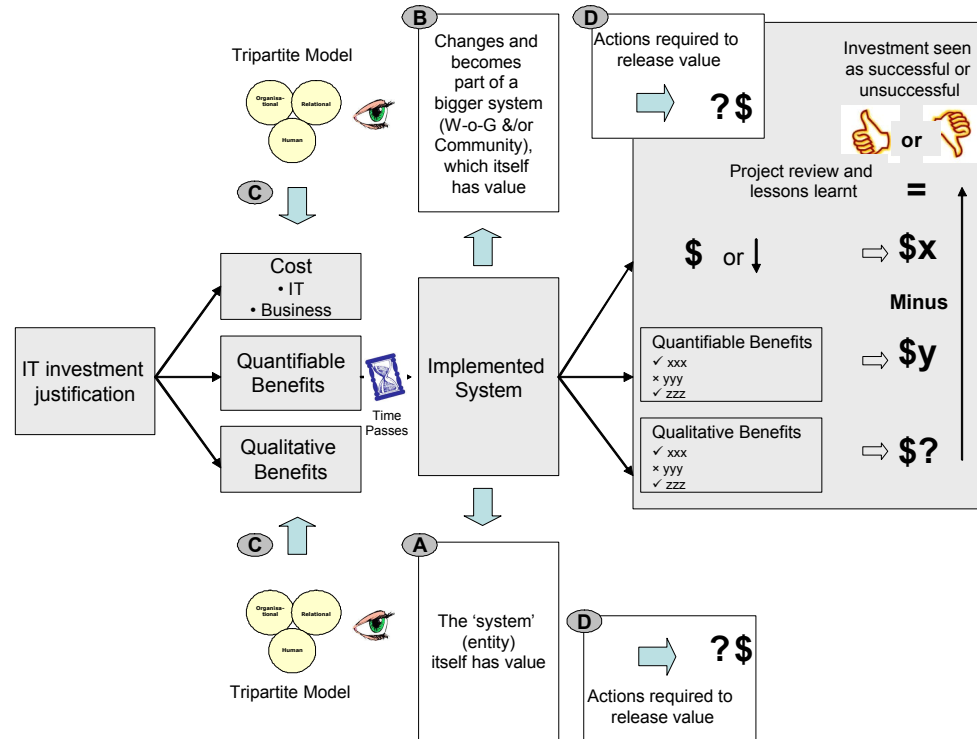 B
Changes and
becomes
part of a
bigger system
(W-o-G &/or
Community),
which itself
has value
D
Actions required to
release value
?$
Investment seen
as successful or
unsuccessful
or
Project review and
lessons learnt
=
Tripartite Model
Organisa-
tional
Relational
Human
C
Cost
• IT
• Business
IT investment
justification
Quantifiable
Benefits
Qualitative
Benefits
Time
Passes
Implemented
System
$ or ↓
$x
Minus
Quantifiable Benefits
✓ xxx
× yyy
✓ zzz
$y
Qualitative Benefits
✓ xxx
× yyy
✓ zzz
$?
C
Organisa-
tional
Relational
Human
Tripartite Model
A
The ‘system’
(entity)
itself has value
D
?$
Actions required to
release value